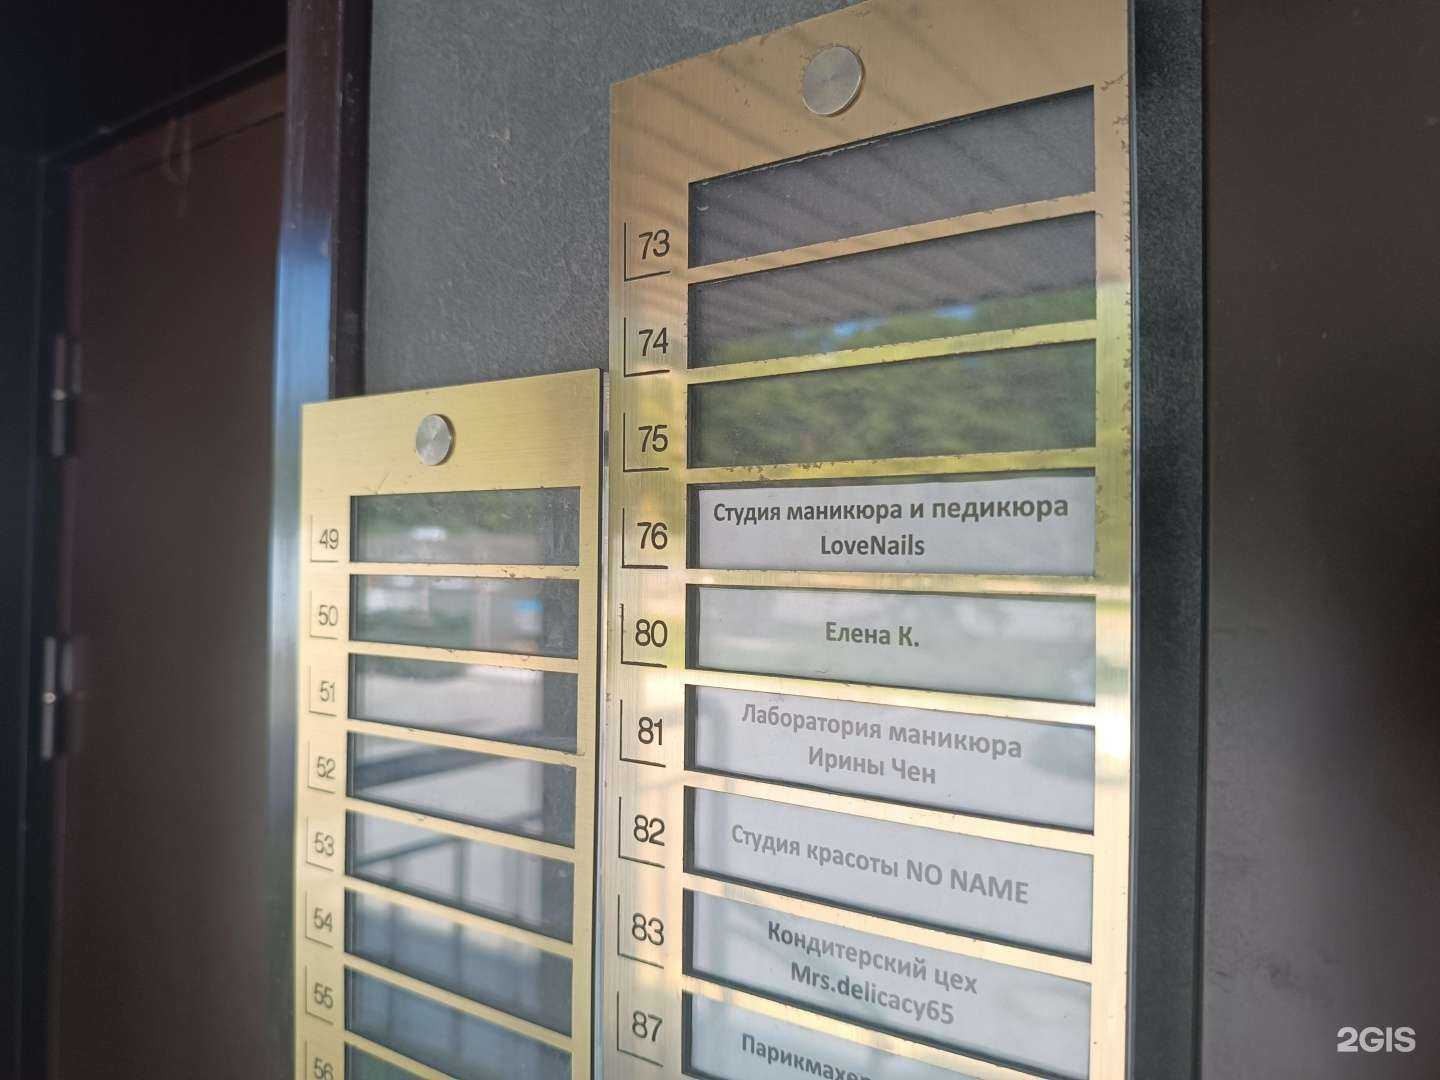 49
50
51
52
53
54
55
56
73
74
75
76
Студия маникюра и педикюра
LoveNails
80
Елена К.
81
Лаборатория маникюра
Ирины Чен
82
Студия красоты NO NAME
83
Кондитерский цех
Mrs.delicacy65
87
2GIS